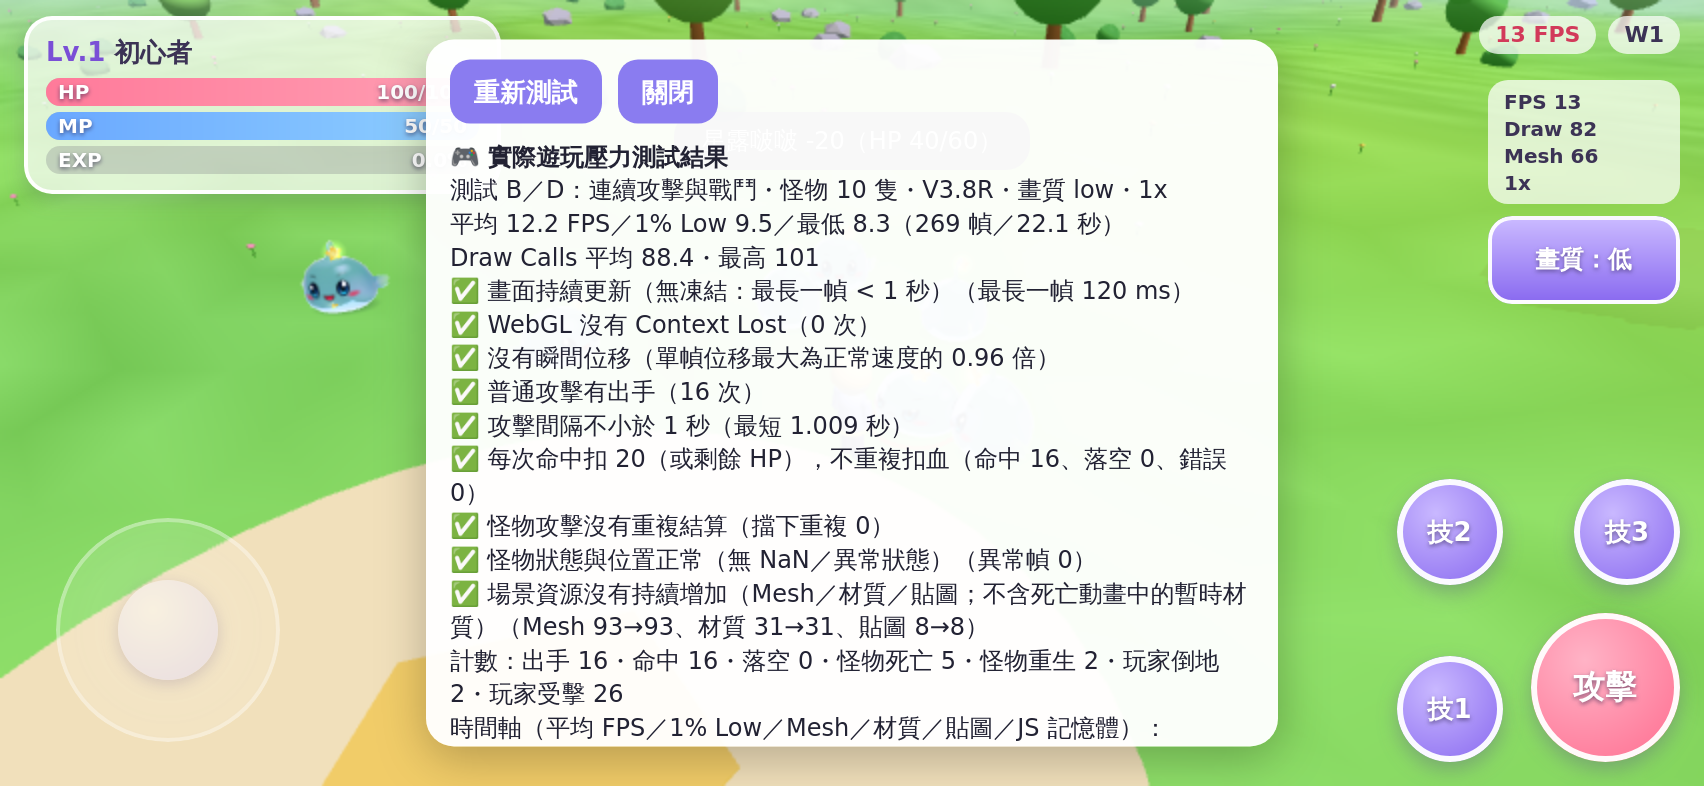 Lv.1 初心者
HP 100/
MP 50/50
EXP 0
13 FPS
W1
FPS 13
Draw 82
Mesh 66
1x
畫質：低
重新測試
關閉
星露啵啵 -20（HP 40/60）
🎮 實際遊玩壓力測試結果
測試 B／D：連續攻擊與戰鬥・怪物 10 隻・V3.8R・畫質 low・1x
平均 12.2 FPS／1% Low 9.5／最低 8.3（269 幀／22.1 秒）
Draw Calls 平均 88.4・最高 101
✅ 畫面持續更新（無凍結：最長一幀 < 1 秒）（最長一幀 120 ms）
✅ WebGL 沒有 Context Lost（0 次）
✅ 沒有瞬間位移（單幀位移最大為正常速度的 0.96 倍）
✅ 普通攻擊有出手（16 次）
✅ 攻擊間隔不小於 1 秒（最短 1.009 秒）
✅ 每次命中扣 20（或剩餘 HP），不重複扣血（命中 16、落空 0、錯誤
0）
✅ 怪物攻擊沒有重複結算（擋下重複 0）
✅ 怪物狀態與位置正常（無 NaN／異常狀態）（異常幀 0）
✅ 場景資源沒有持續增加（Mesh／材質／貼圖；不含死亡動畫中的暫時材
質）（Mesh 93→93、材質 31→31、貼圖 8→8）
計數：出手 16・命中 16・落空 0・怪物死亡 5・怪物重生 2・玩家倒地
2・玩家受擊 26
時間軸（平均 FPS／1% Low／Mesh／材質／貼圖／JS 記憶體）：
技2
技3
技1
攻擊